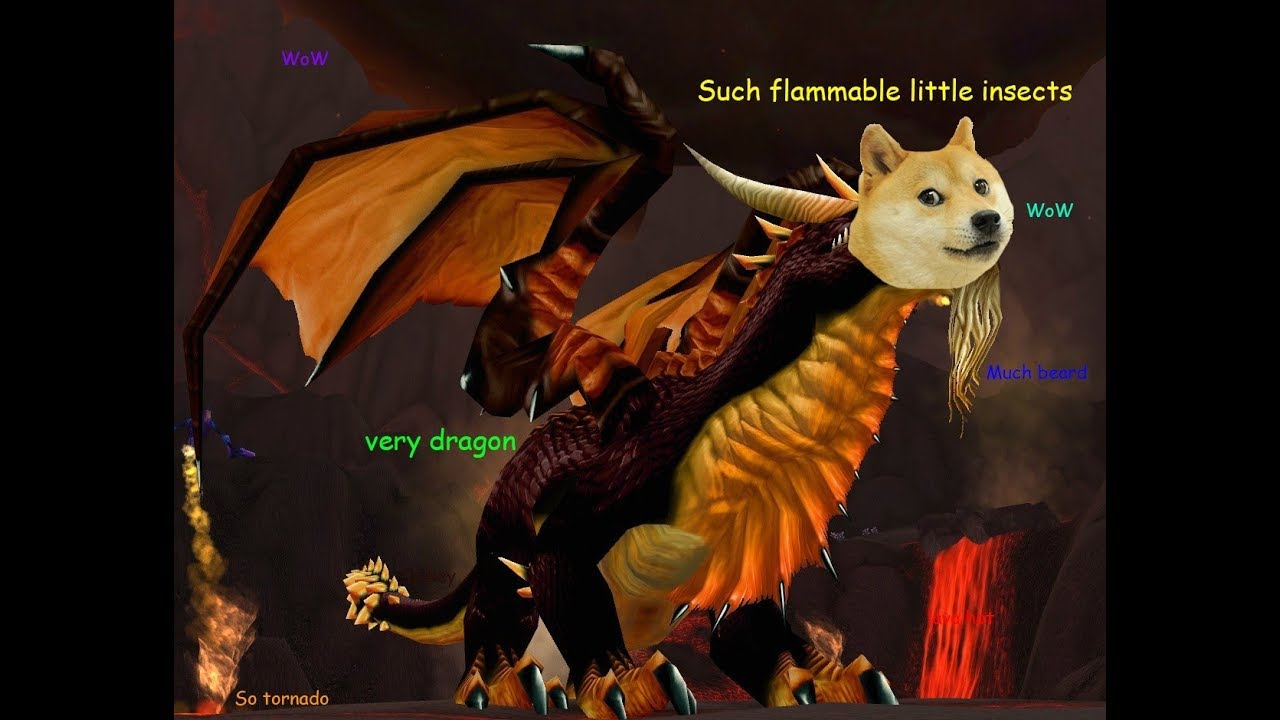 WoW
Such flammable little insects
WoW
Much beard
very dragon
So tornado